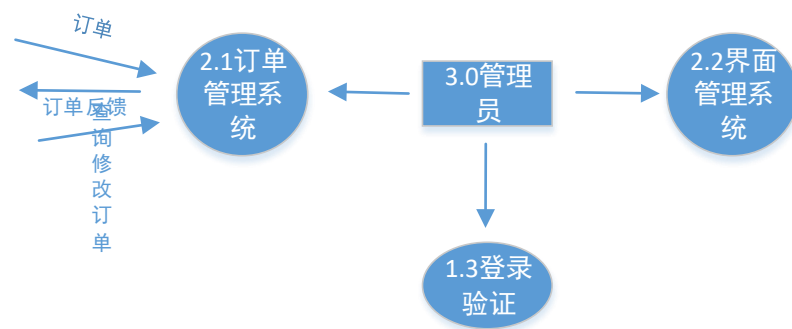 订单
订单反馈
查
询
修
改
订
单
2.1订单
管理系
统
3.0管理
员
2.2界面
管理系
统
1.3登录
验证